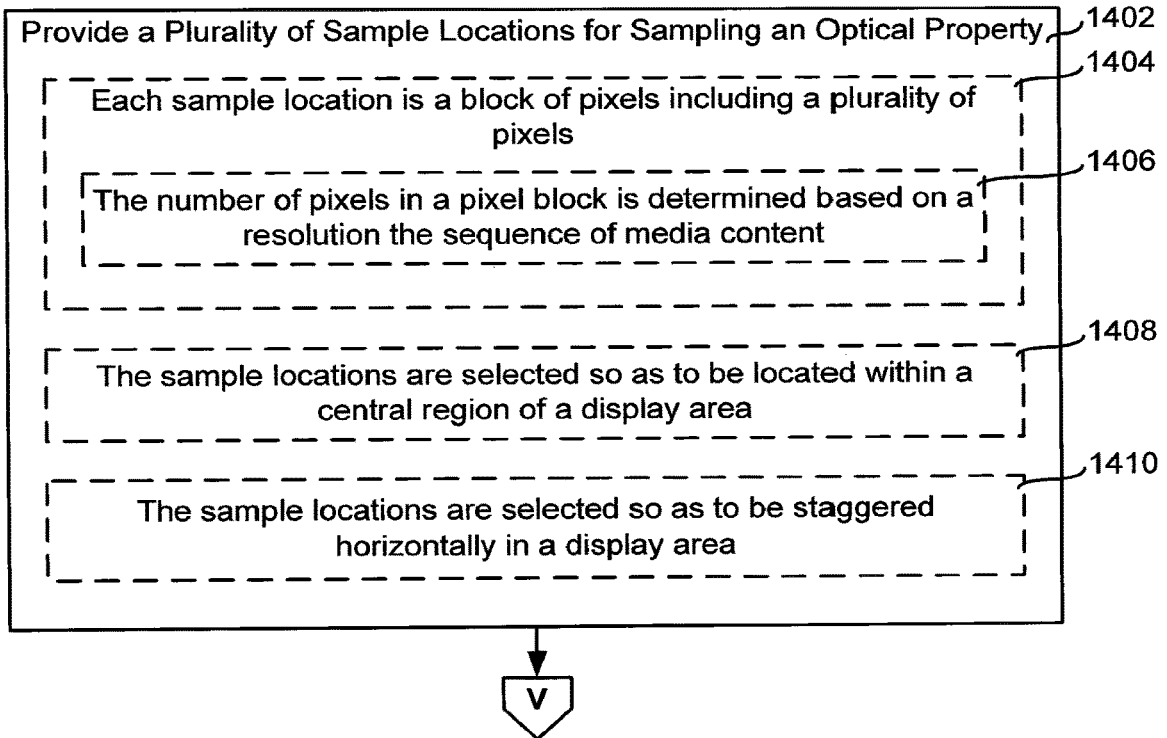 Provide a Plurality of Sample Locations for Sampling an Optical Property
1402
1404
Each sample location is a block of pixels including a plurality of
pixels
1406
The number of pixels in a pixel block is determined based on a
resolution the sequence of media content
1408
The sample locations are selected so as to be located within a
central region of a display area
1410
The sample locations are selected so as to be staggered
horizontally in a display area
V